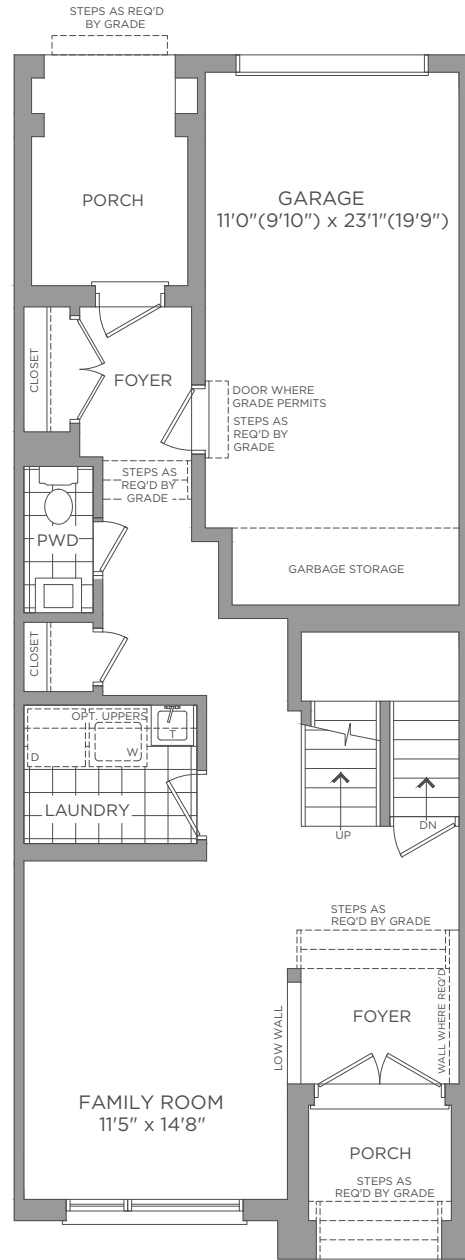 STEPS AS REQ'D
BY GRADE
PORCH
GARAGE
11'0"(9'10") x 23'1"(19'9")
CLOSET
FOYER
DOOR WHERE
GRADE PERMITS
STEPS AS
REQ'D BY
GRADE
STEPS AS
REQ'D BY
GRADE
PWD
GARBAGE STORAGE
CLOSET
OPT. UPPERS
T
D
W
LAUNDRY
UP
DN
STEPS AS
REQ'D BY GRADE
LOW WALL
FOYER
WALL WHERE REQ'D
FAMILY ROOM
11'5" x 14'8"
PORCH
STEPS AS
REQ'D BY GRADE